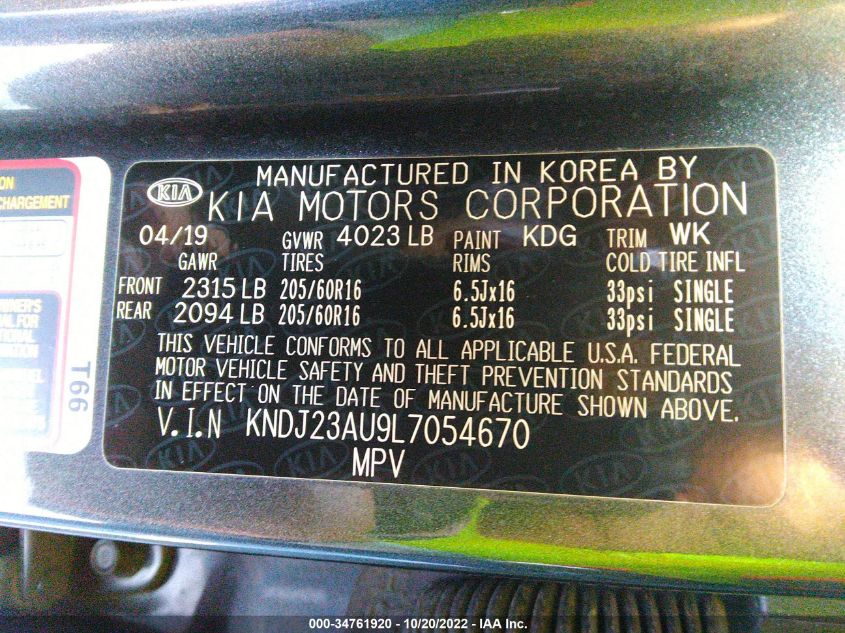 MANUFACTURED IN KOREA BY
KIA KIA MOTORS CORPORATION
04/19 GVWR 4023 LB PAINT KDG TRIM WK
GAWR TIRES RIMS COLD TIRE INFL
FRONT 2315 LB 205/60R16 6.5Jx16 33psi SINGLE
REAR 2094 LB 205/60R16 6.5Jx16 33psi SINGLE
THIS VEHICLE CONFORMS TO ALL APPLICABLE U.S.A. FEDERAL
MOTOR VEHICLE SAFETY AND THEFT PREVENTION STANDARDS
IN EFFECT ON THE DATE OF MANUFACTURE SHOWN ABOVE.
V.I.N KNDJ23AU9L7054670
MPV
CHARGEMENT
T66
000-34761920 - 10/20/2022 - IAA Inc.